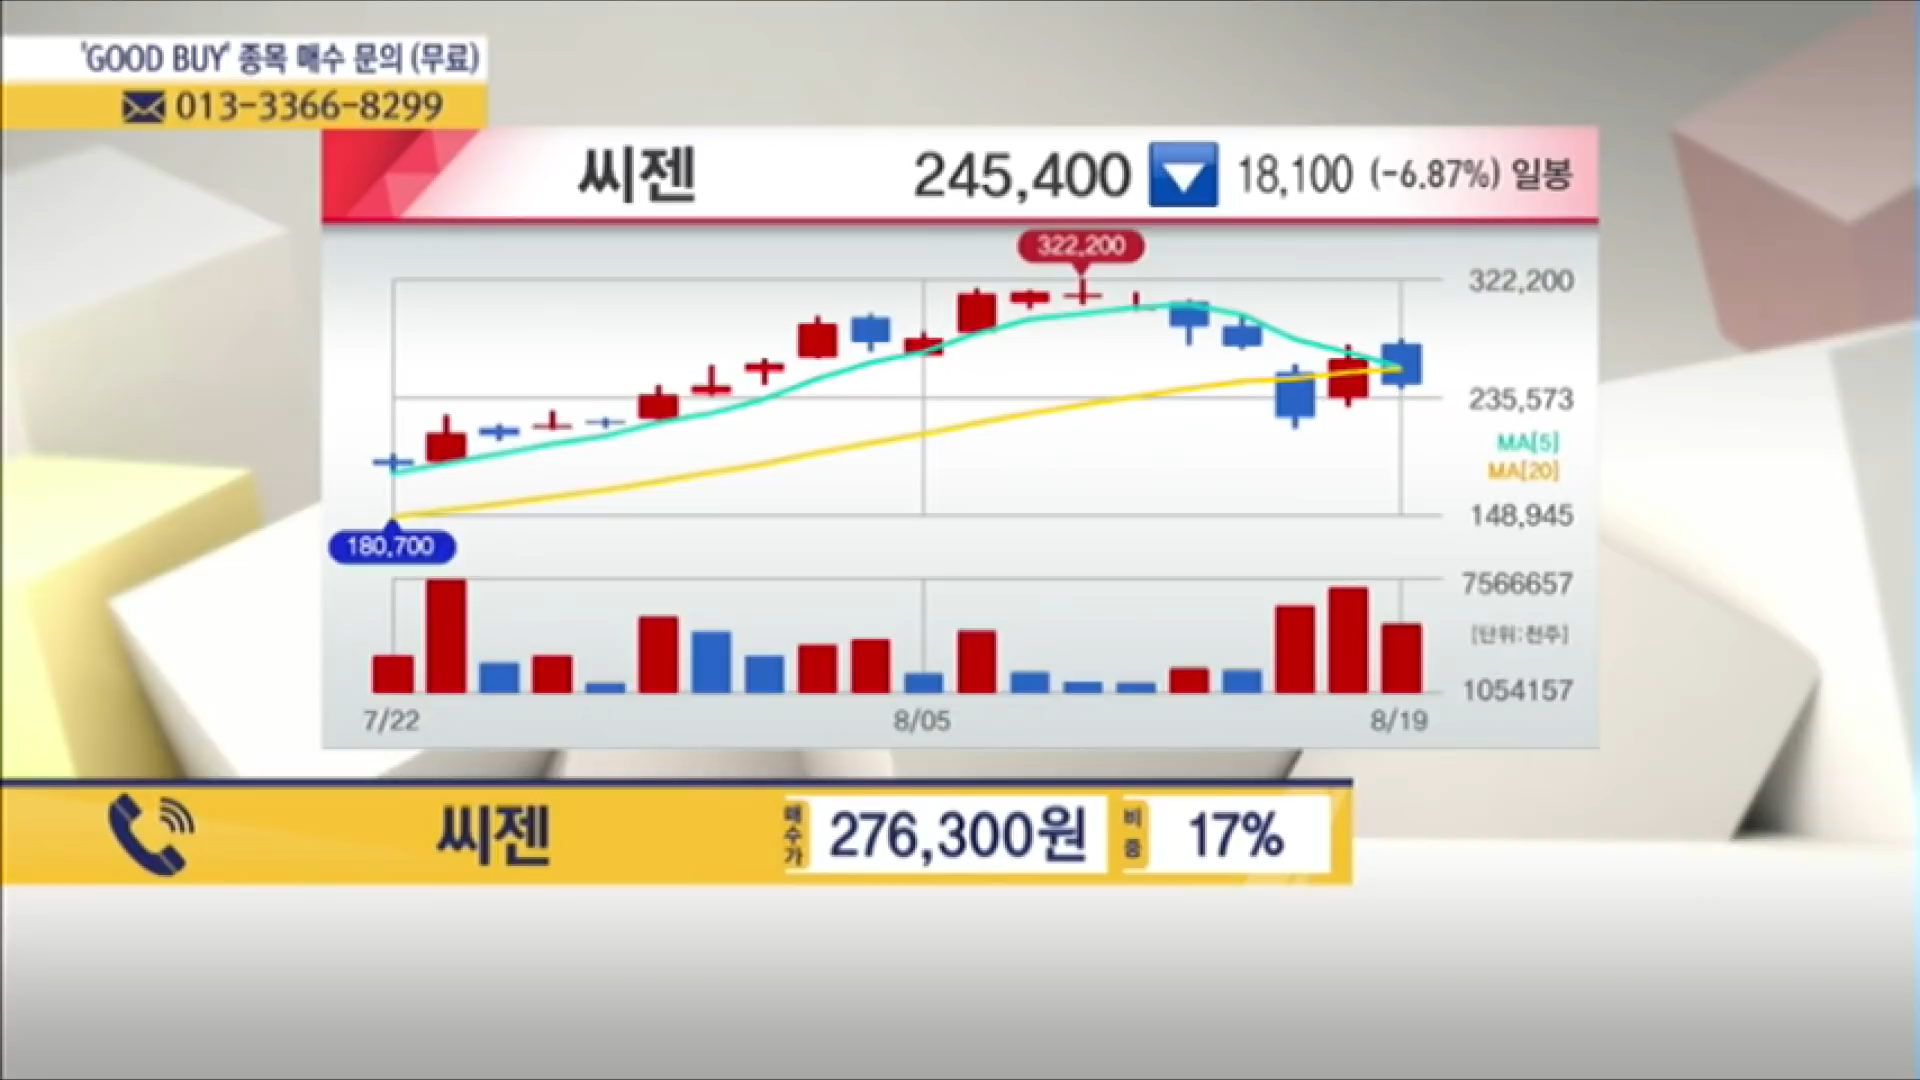 'GOOD BUY' 종목 매수 문의 (무료)
013-3366-8299
씨젠 245,400 18,100 (-6.87%) 일봉
322,200
322,200
235,573
MA[5]
MA[20]
148,945
180,700
7566657
[단위:천주]
1054157
7/22 8/05 8/19
씨젠 매수가 276,300원 비중 17%